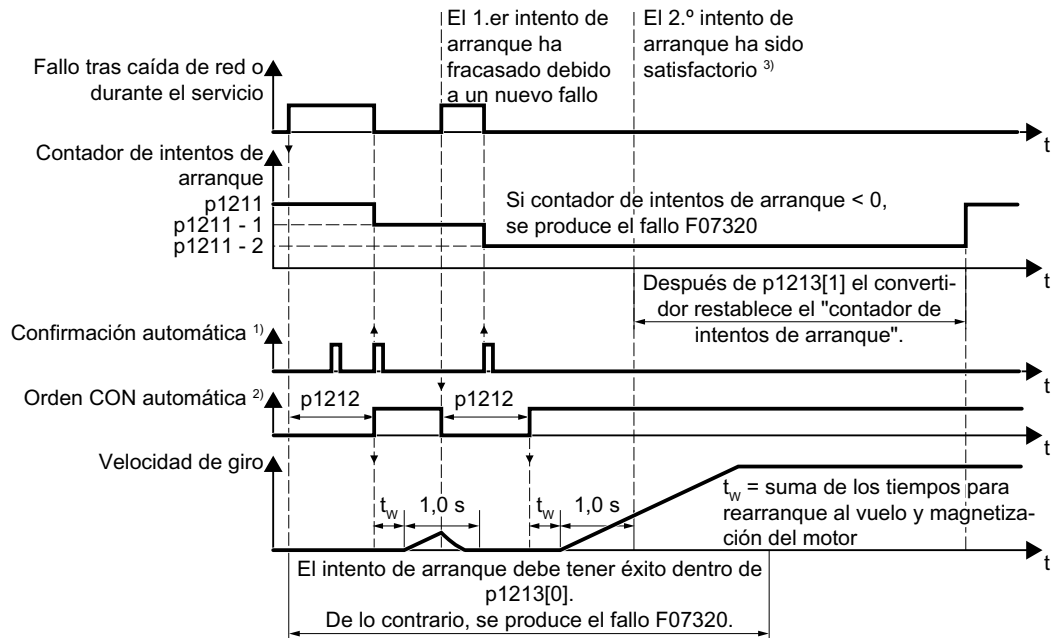 El 1.er intento de
arranque ha
fracasado debido
a un nuevo fallo
El 2.º intento de
arranque ha sido
satisfactorio 3)
Fallo tras caída de red o
durante el servicio
t
Contador de intentos de
arranque
p1211
p1211 - 1
p1211 - 2
Si contador de intentos de arranque < 0,
se produce el fallo F07320
t
Después de p1213[1] el converti-
dor restablece el "contador de
intentos de arranque".
Confirmación automática 1)
t
Orden CON automática 2)
p1212
p1212
t
Velocidad de giro
tW
1,0 s
tW
1,0 s
tW = suma de los tiempos para
rearranque al vuelo y magnetiza-
ción del motor
t
El intento de arranque debe tener éxito dentro de
p1213[0].
De lo contrario, se produce el fallo F07320.